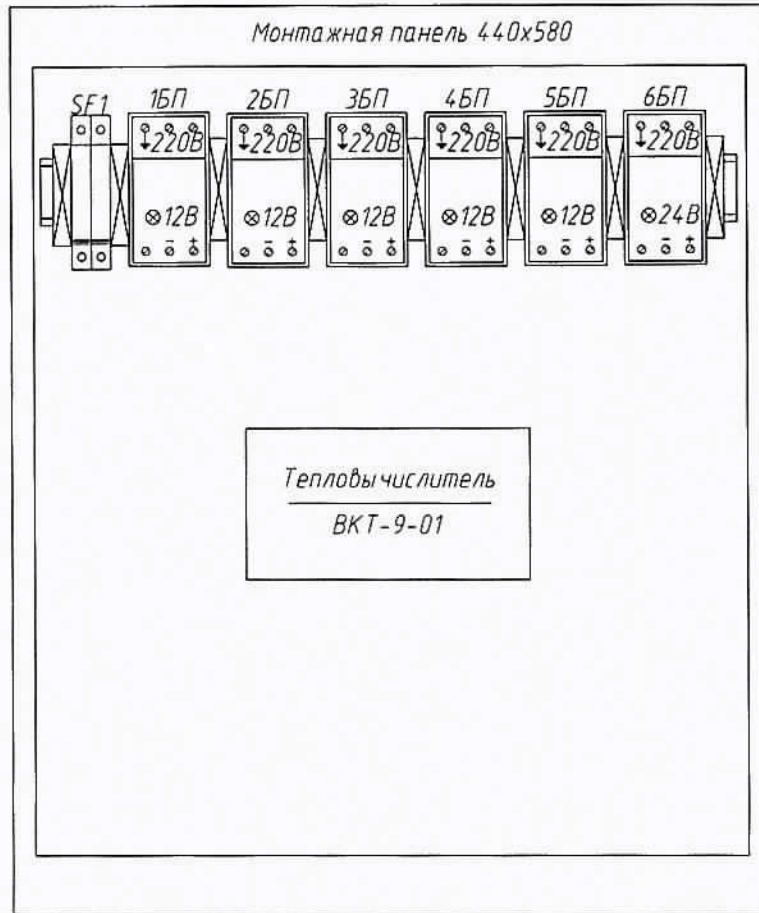 Монтажная панель 440х580
SF1 1БП 2БП 3БП 4БП 5БП 6БП
220В 220В 220В 220В 220В 220В
12В 12В 12В 12В 12В 24В
- + - + - + - + - + - +
Тепловычислитель
ВКТ-9-01